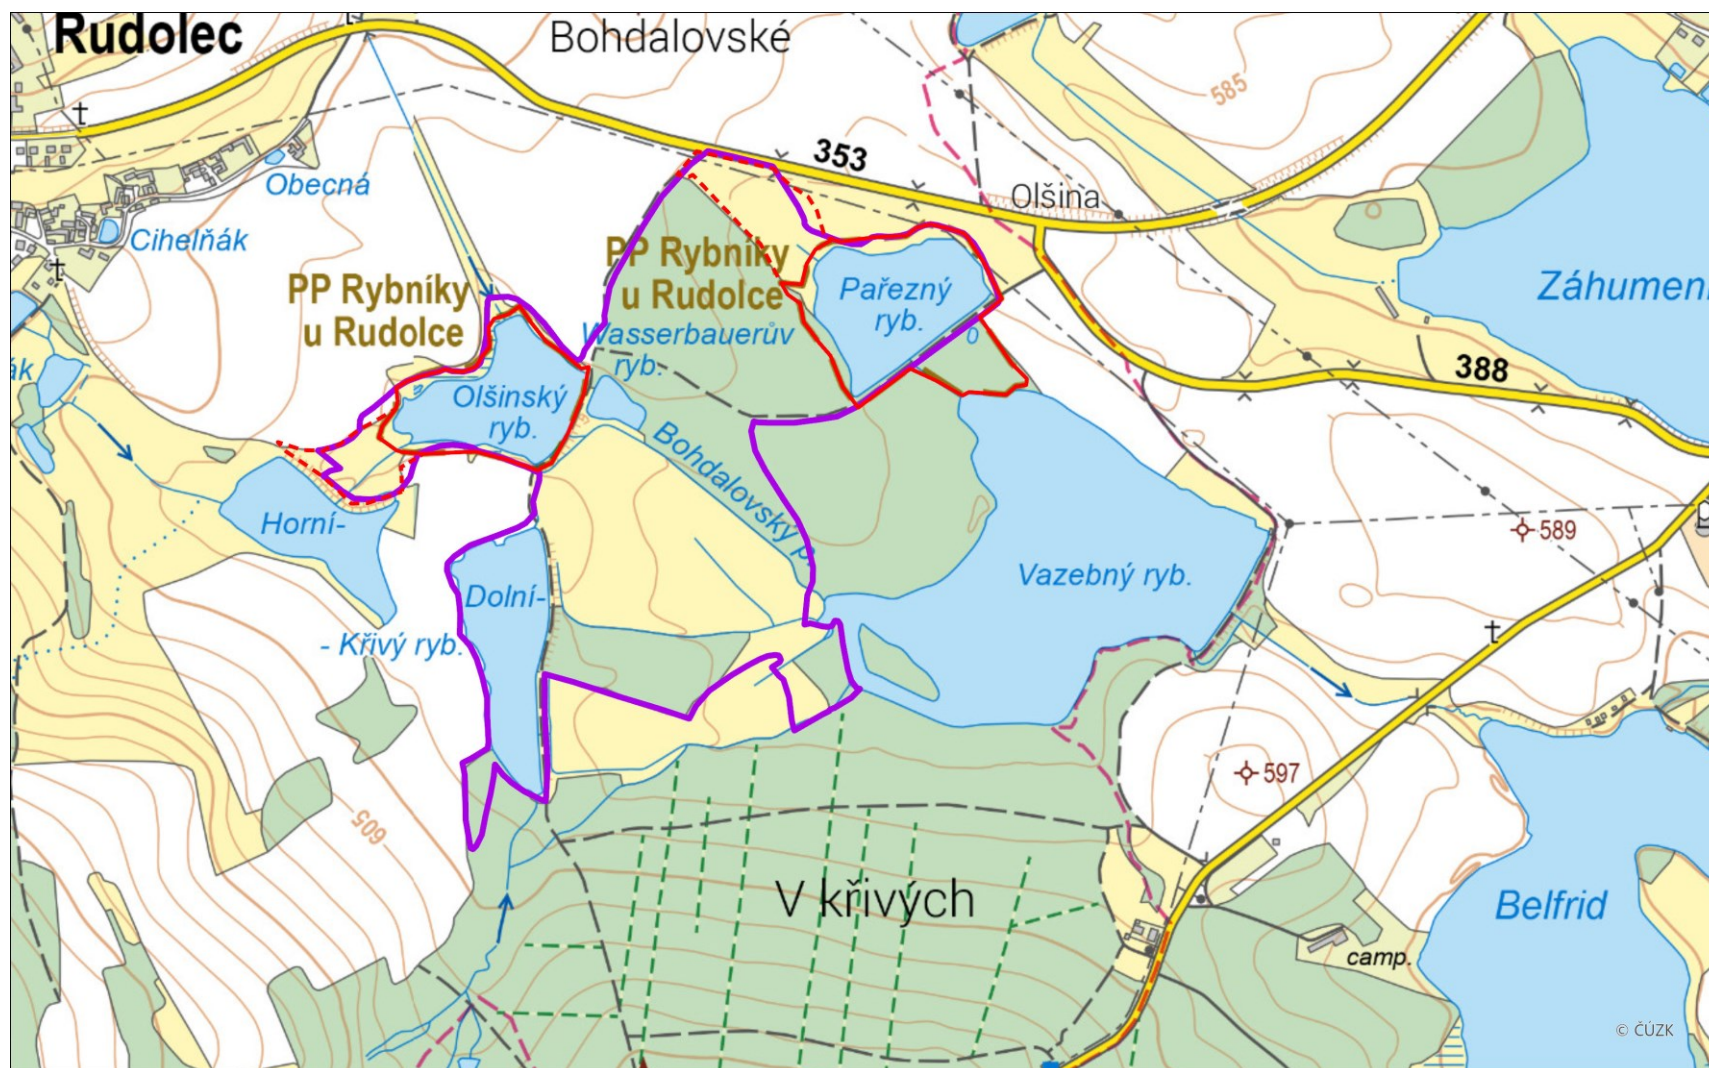 Rudolec
Bohdalovské
585
353
Olšina
Obecná
Cihelňák
PP Rybníky
u Rudolce
PP Rybníky
u Rudolce
Pařezný
ryb.
Záhumen
Wasserbauerův
ryb.
0
388
Olšinský
ryb.
Bohdalovský p.
Horní-
589
Dolní-
Vazebný ryb.
- Křivý ryb.
597
605
V křivých
Belfrid
camp.
© ČÚZK